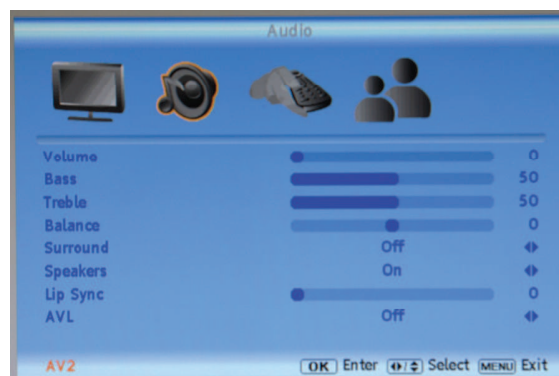 Audio
Volume 0
Bass 50
Treble 50
Balance 0
Surround Off
Speakers On
Lip Sync 0
AVL Off
AV2 OK Enter Select MENU Exit